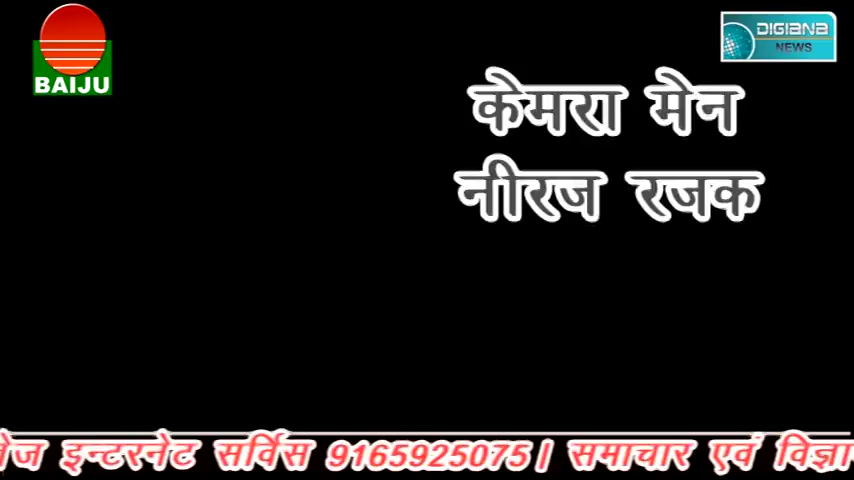 BAIJU
DIGIANA
NEWS
केमरा मेन
नीरज रजक
इन्टरनेट सर्विस 9165925075। समाचार एवं